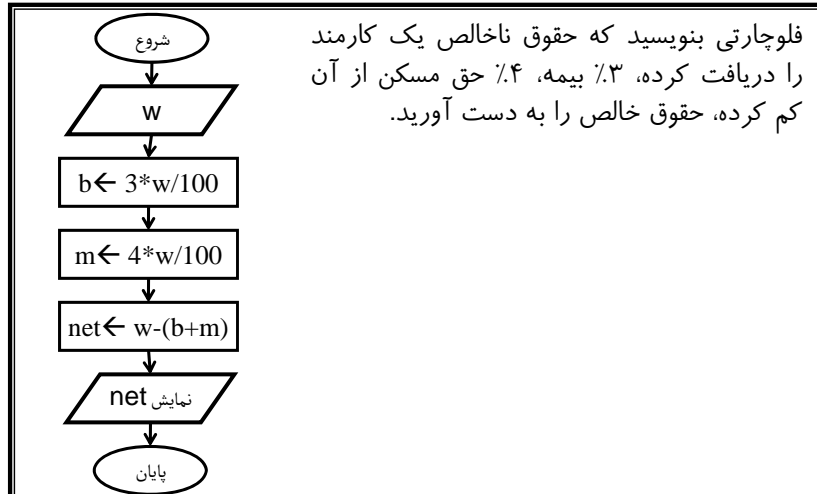 فلوچارتی بنویسید که حقوق ناخالص یک کارمند
را دریافت کرده، ۳٪ بیمه، ۴٪ حق مسکن از آن
کم کرده، حقوق خالص را به دست آورید.
شروع
w
b← 3*w/100
m← 4*w/100
net← w-(b+m)
نمایش net
پایان